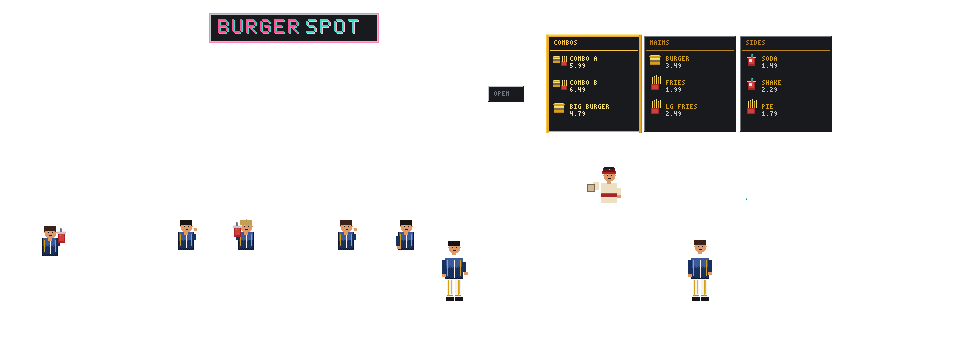 BURGER SPOT
OPEN
COMBOS
COMBO A
5.99
COMBO B
6.49
BIG BURGER
4.79
MAINS
BURGER
3.49
FRIES
1.99
LG FRIES
2.49
SIDES
SODA
1.49
SHAKE
2.29
PIE
1.79